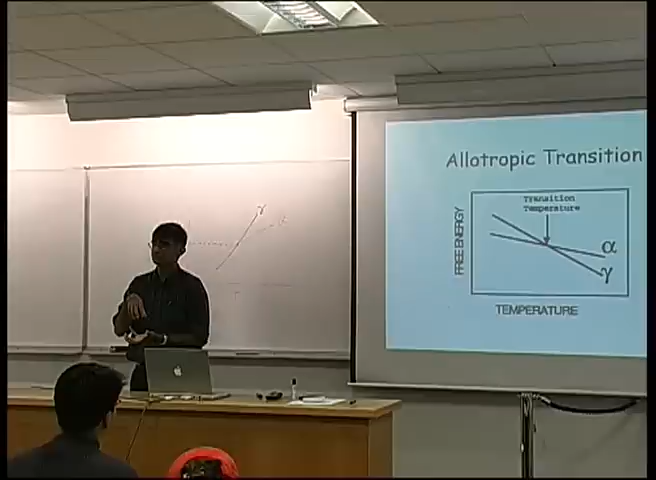 Allotropic Transition
Transition
Temperature
FREE ENERGY
α
γ
TEMPERATURE
γ